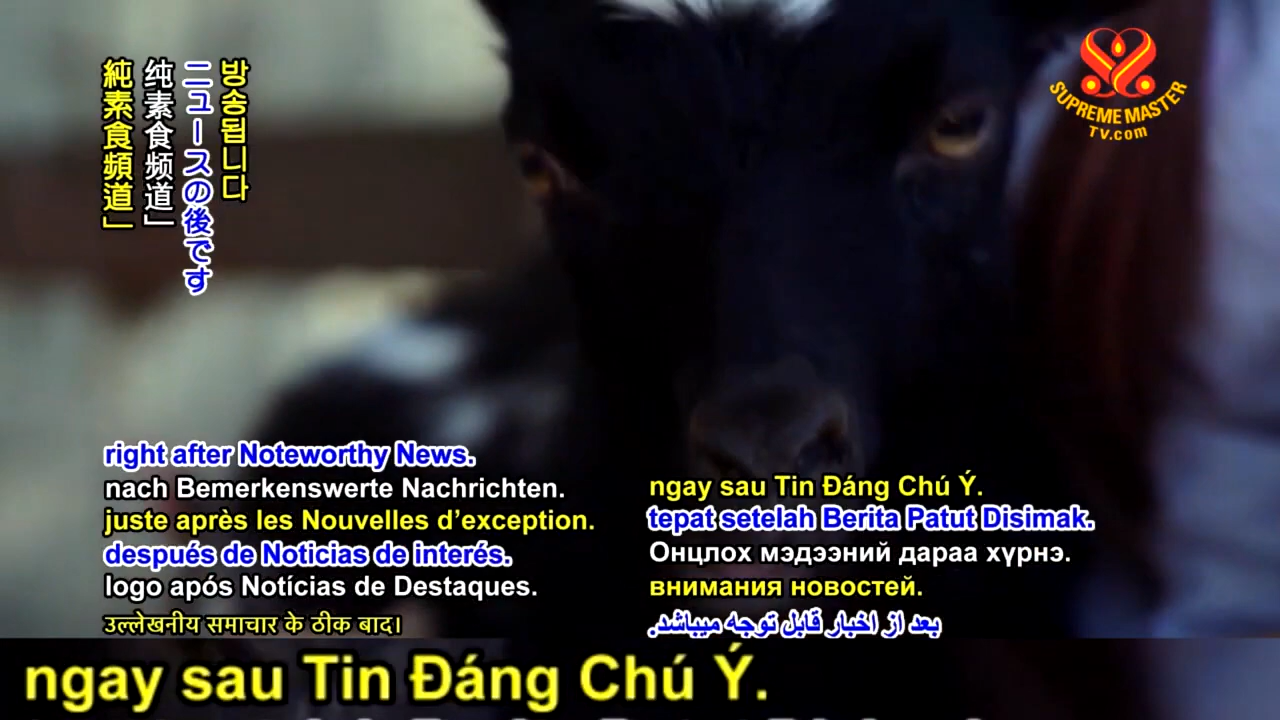 방송됩니다
ニュースの後です
纯素食频道」
純素食頻道」
SUPREME MASTER
TV.com
right after Noteworthy News.
nach Bemerkenswerte Nachrichten.
juste après les Nouvelles d’exception.
después de Noticias de interés.
logo após Notícias de Destaques.
उल्लेखनीय समाचार के ठीक बाद।
ngay sau Tin Đáng Chú Ý.
tepat setelah Berita Patut Disimak.
Онцлох мэдээний дараа хүрнэ.
внимания новостей.
بعد از اخبار قابل توجه میباشد.
ngay sau Tin Đáng Chú Ý.